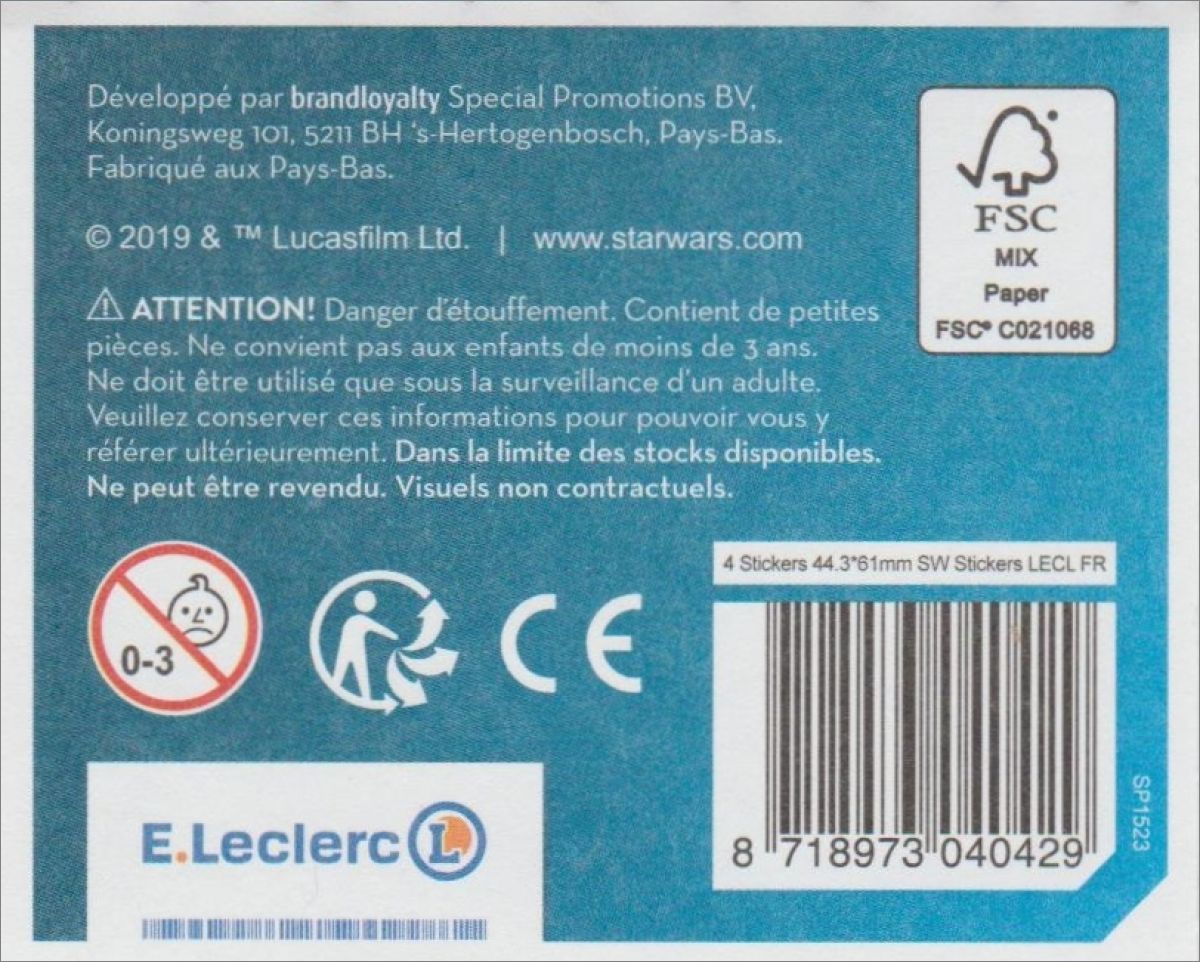 Développé par brandloyalty Special Promotions BV,
Koningsweg 101, 5211 BH ‘s-Hertogenbosch, Pays-Bas.
Fabriqué aux Pays-Bas.
© 2019 & ™ Lucasfilm Ltd. | www.starwars.com
⚠ ATTENTION! Danger d'étouffement. Contient de petites
pièces. Ne convient pas aux enfants de moins de 3 ans.
Ne doit être utilisé que sous la surveillance d'un adulte.
Veuillez conserver ces informations pour pouvoir vous y
référer ultérieurement. Dans la limite des stocks disponibles.
Ne peut être revendu. Visuels non contractuels.
FSC
MIX
Paper
FSC® C021068
0-3
CE
4 Stickers 44.3*61mm SW Stickers LECL FR
8 718973 040429
SP1523
E.Leclerc L